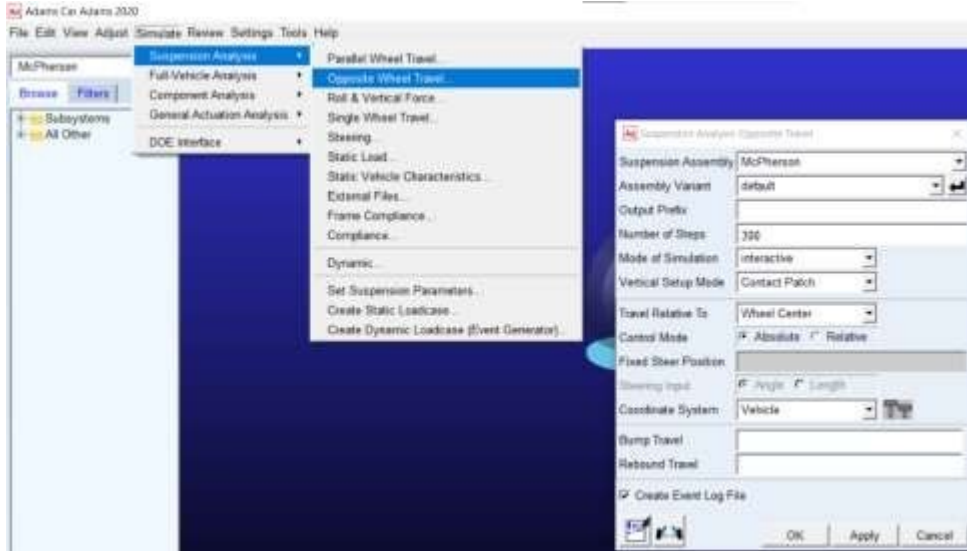 Adams Car Adams 2020
File Edit View Adjust Simulate Review Settings Tools Help
McPherson
Browse Filters
Subsystems
All Other
Suspension Analysis
Full-Vehicle Analysis
Component Analysis
General Actuation Analysis
DOE Interface
Parallel Wheel Travel...
Opposite Wheel Travel...
Roll & Vertical Force...
Single Wheel Travel...
Steering...
Static Load...
Static Vehicle Characteristics...
External Files...
Frame Compliance...
Compliance...
Dynamic...
Set Suspension Parameters...
Create Static Loadcase...
Create Dynamic Loadcase (Event Generator)...
Suspension Analysis: Opposite Travel
Suspension Assembly McPherson
Assembly Variant default
Output Prefix
Number of Steps 300
Mode of Simulation interactive
Vertical Setup Mode Contact Patch
Travel Relative To Wheel Center
Control Mode Absolute Relative
Fixed Steer Position
Steering Input Angle Length
Coordinate System Vehicle
Bump Travel
Rebound Travel
Create Event Log File
OK Apply Cancel